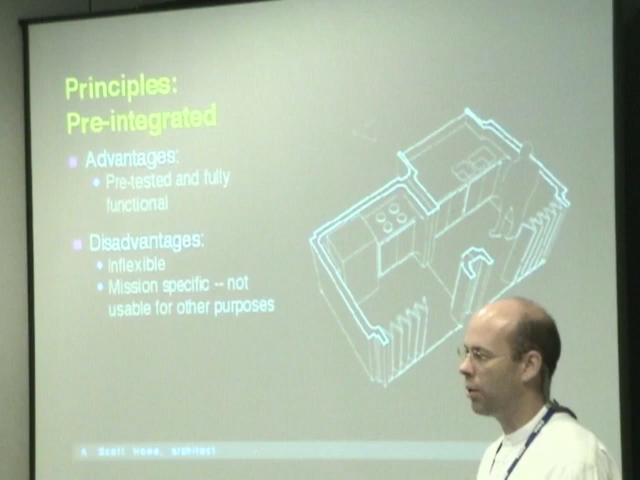 Principles:
Pre-integrated
Advantages:
Pre-tested and fully
functional
Disadvantages:
Inflexible
Mission specific -- not
usable for other purposes
A. Scott Howe, architect